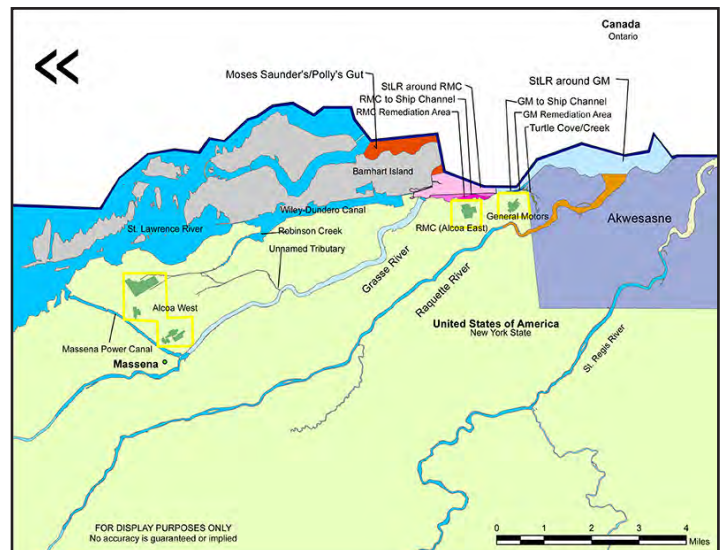 Canada
Ontario
<<
Moses Saunder's/Polly's Gut
StLR around RMC
RMC to Ship Channel
RMC Remediation Area
StLR around GM
GM to Ship Channel
GM Remediation Area
Turtle Cove/Creek
Barnhart Island
Wiley-Dundero Canal
St. Lawrence River
Robinson Creek
Unnamed Tributary
General Motors
RMC (Alcoa East)
Akwesasne
Grasse River
Raquette River
Alcoa West
United States of America
New York State
St. Regis River
Massena Power Canal
Massena
FOR DISPLAY PURPOSES ONLY
No accuracy is guaranteed or implied
0 1 2 3 4
Miles